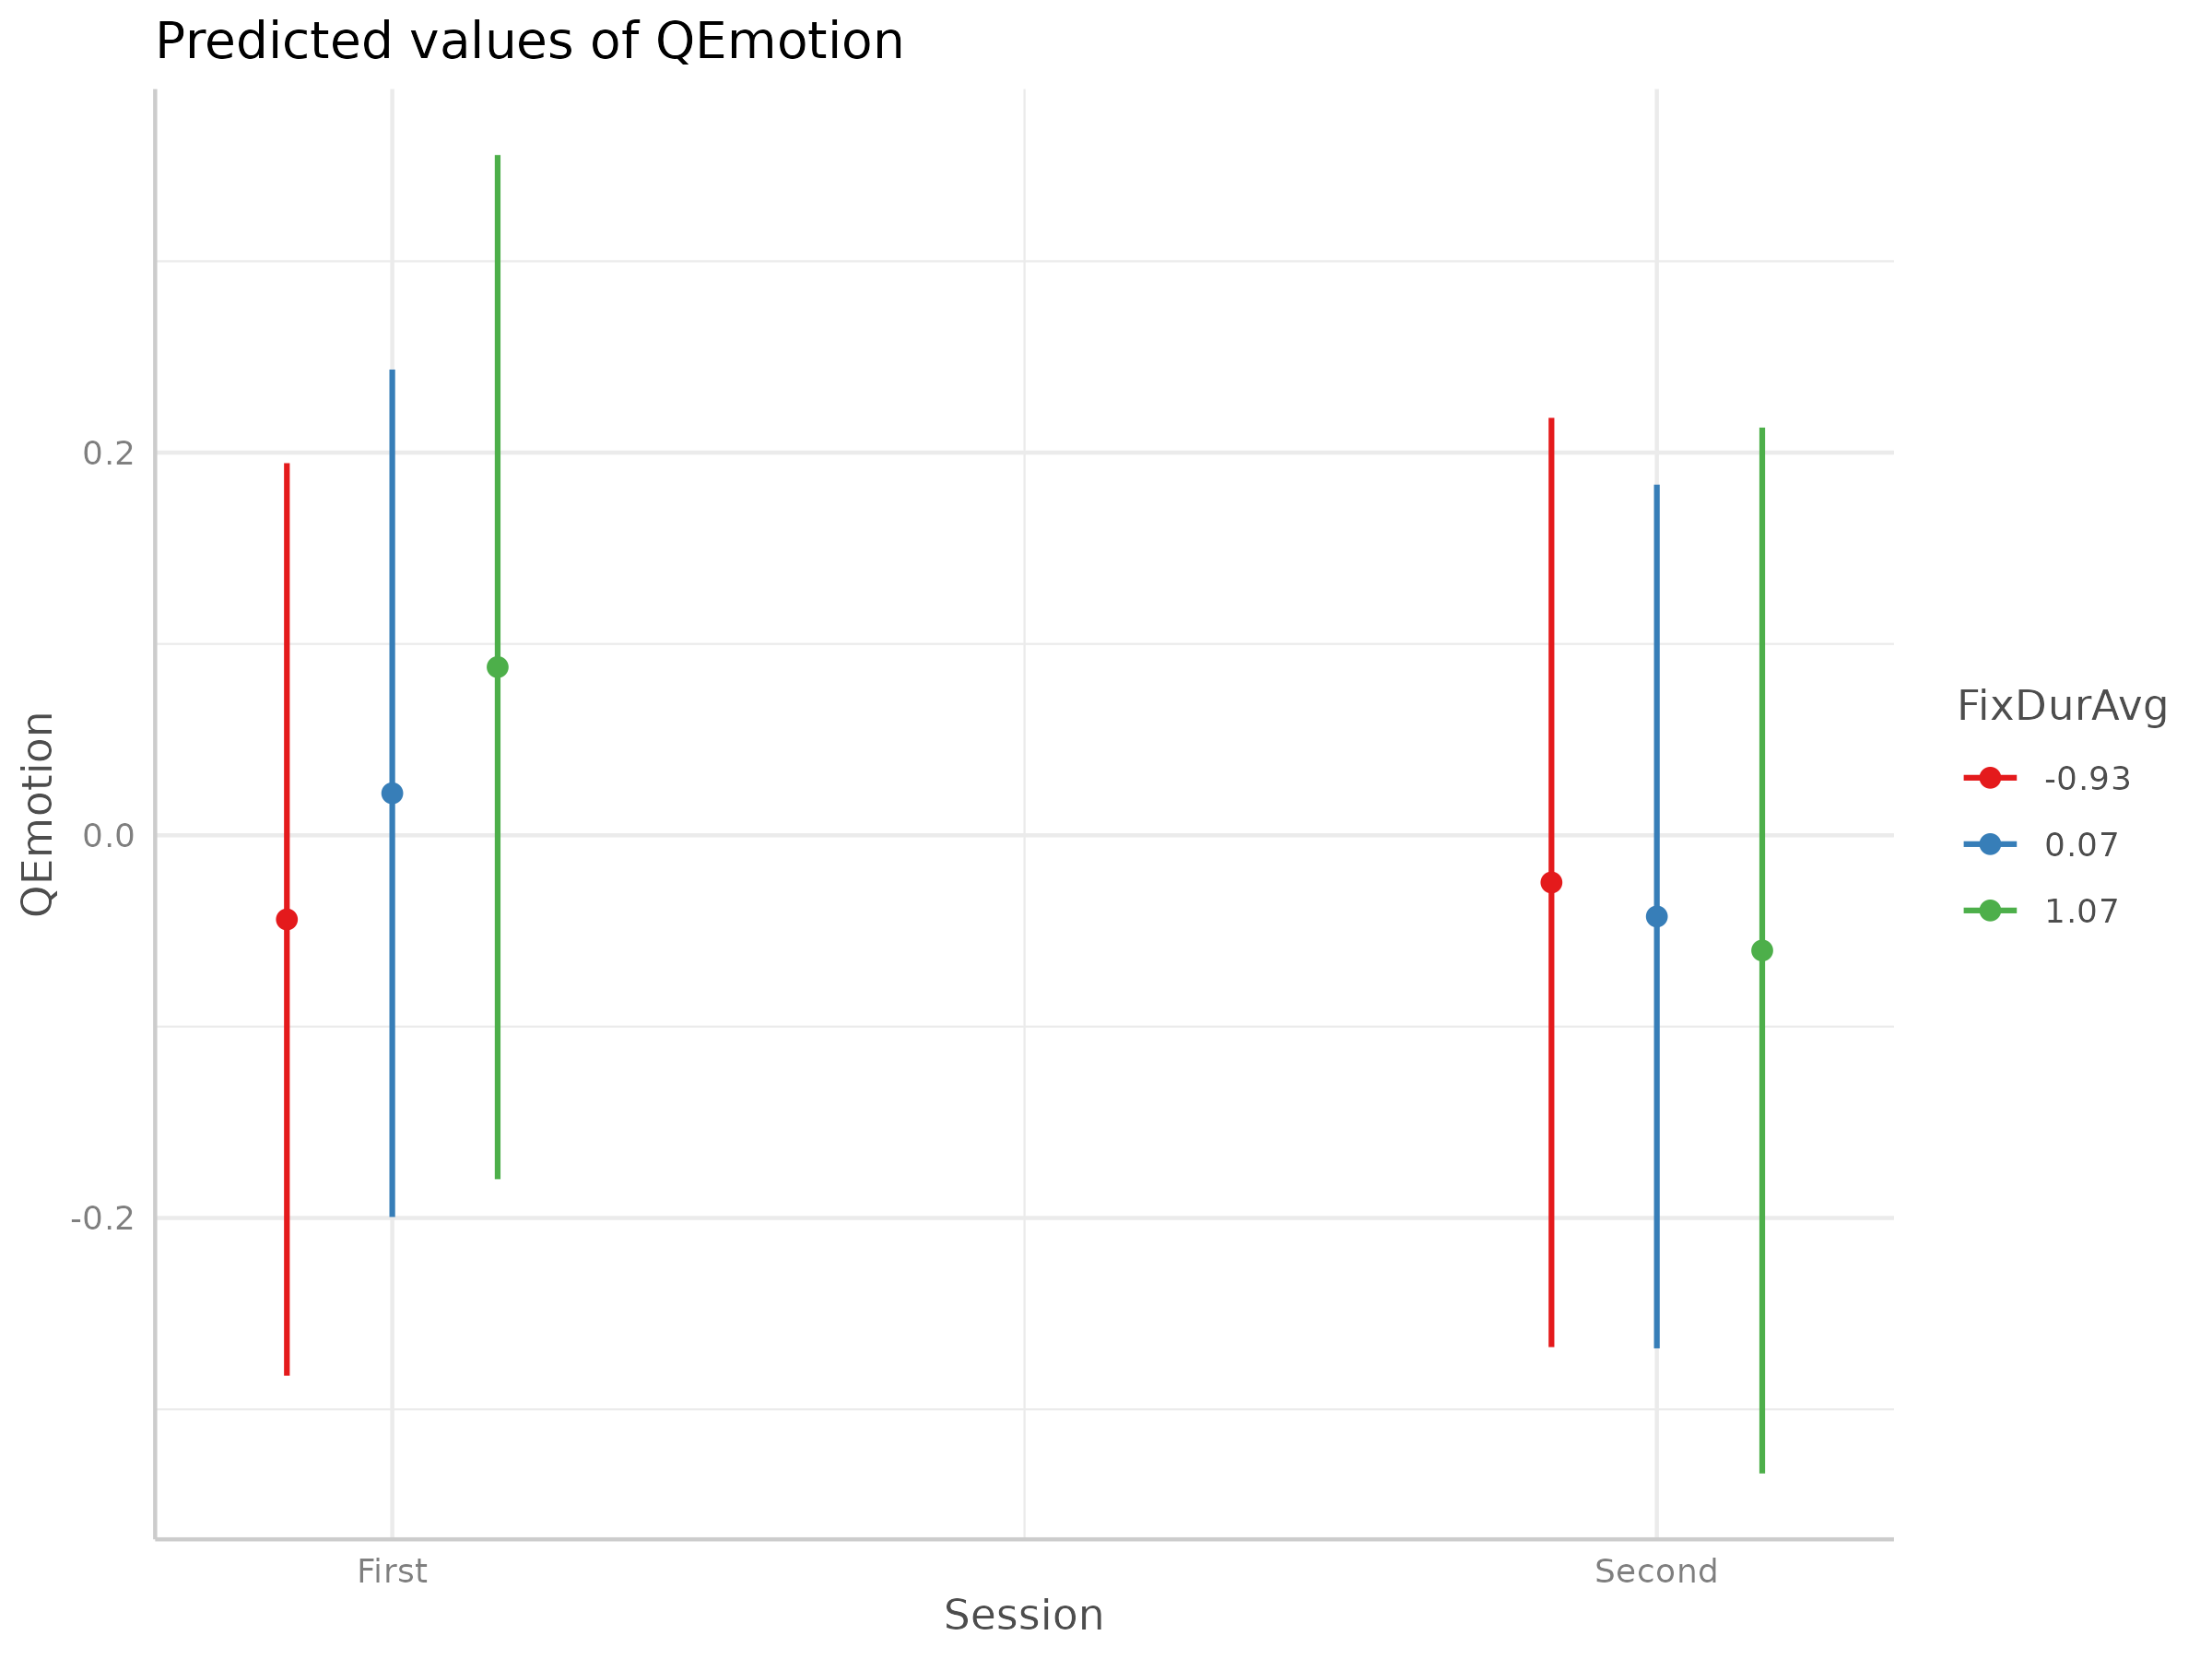 Predicted values of QEmotion
QEmotion
0.2
0.0
-0.2
First
Second
Session
FixDurAvg
-0.93
0.07
1.07